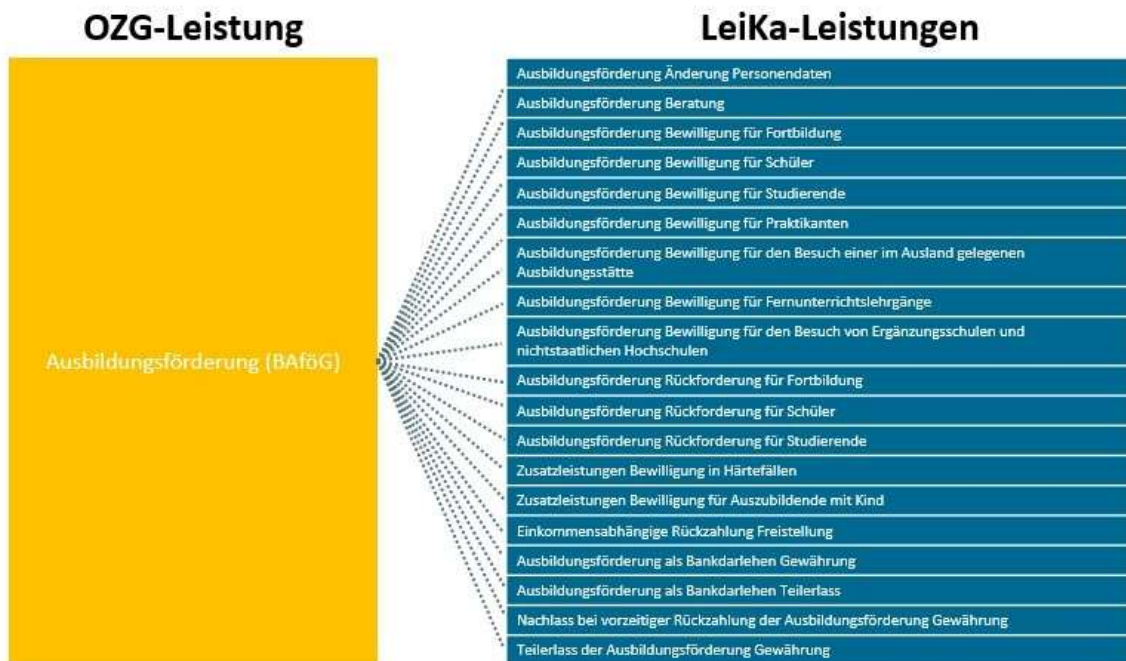 OZG-Leistung
LeiKa-Leistungen
Ausbildungsförderung (BAföG)
Ausbildungsförderung Änderung Personendaten
Ausbildungsförderung Beratung
Ausbildungsförderung Bewilligung für Fortbildung
Ausbildungsförderung Bewilligung für Schüler
Ausbildungsförderung Bewilligung für Studierende
Ausbildungsförderung Bewilligung für Praktikanten
Ausbildungsförderung Bewilligung für den Besuch einer im Ausland gelegenen
Ausbildungsstätte
Ausbildungsförderung Bewilligung für Fernunterrichtslehrgänge
Ausbildungsförderung Bewilligung für den Besuch von Ergänzungsschulen und
nichtstaatlichen Hochschulen
Ausbildungsförderung Rückforderung für Fortbildung
Ausbildungsförderung Rückforderung für Schüler
Ausbildungsförderung Rückforderung für Studierende
Zusatzleistungen Bewilligung in Härtefällen
Zusatzleistungen Bewilligung für Auszubildende mit Kind
Einkommensabhängige Rückzahlung Freistellung
Ausbildungsförderung als Bankdarlehen Gewährung
Ausbildungsförderung als Bankdarlehen Teilerlass
Nachlass bei vorzeitiger Rückzahlung der Ausbildungsförderung Gewährung
Teilerlass der Ausbildungsförderung Gewährung